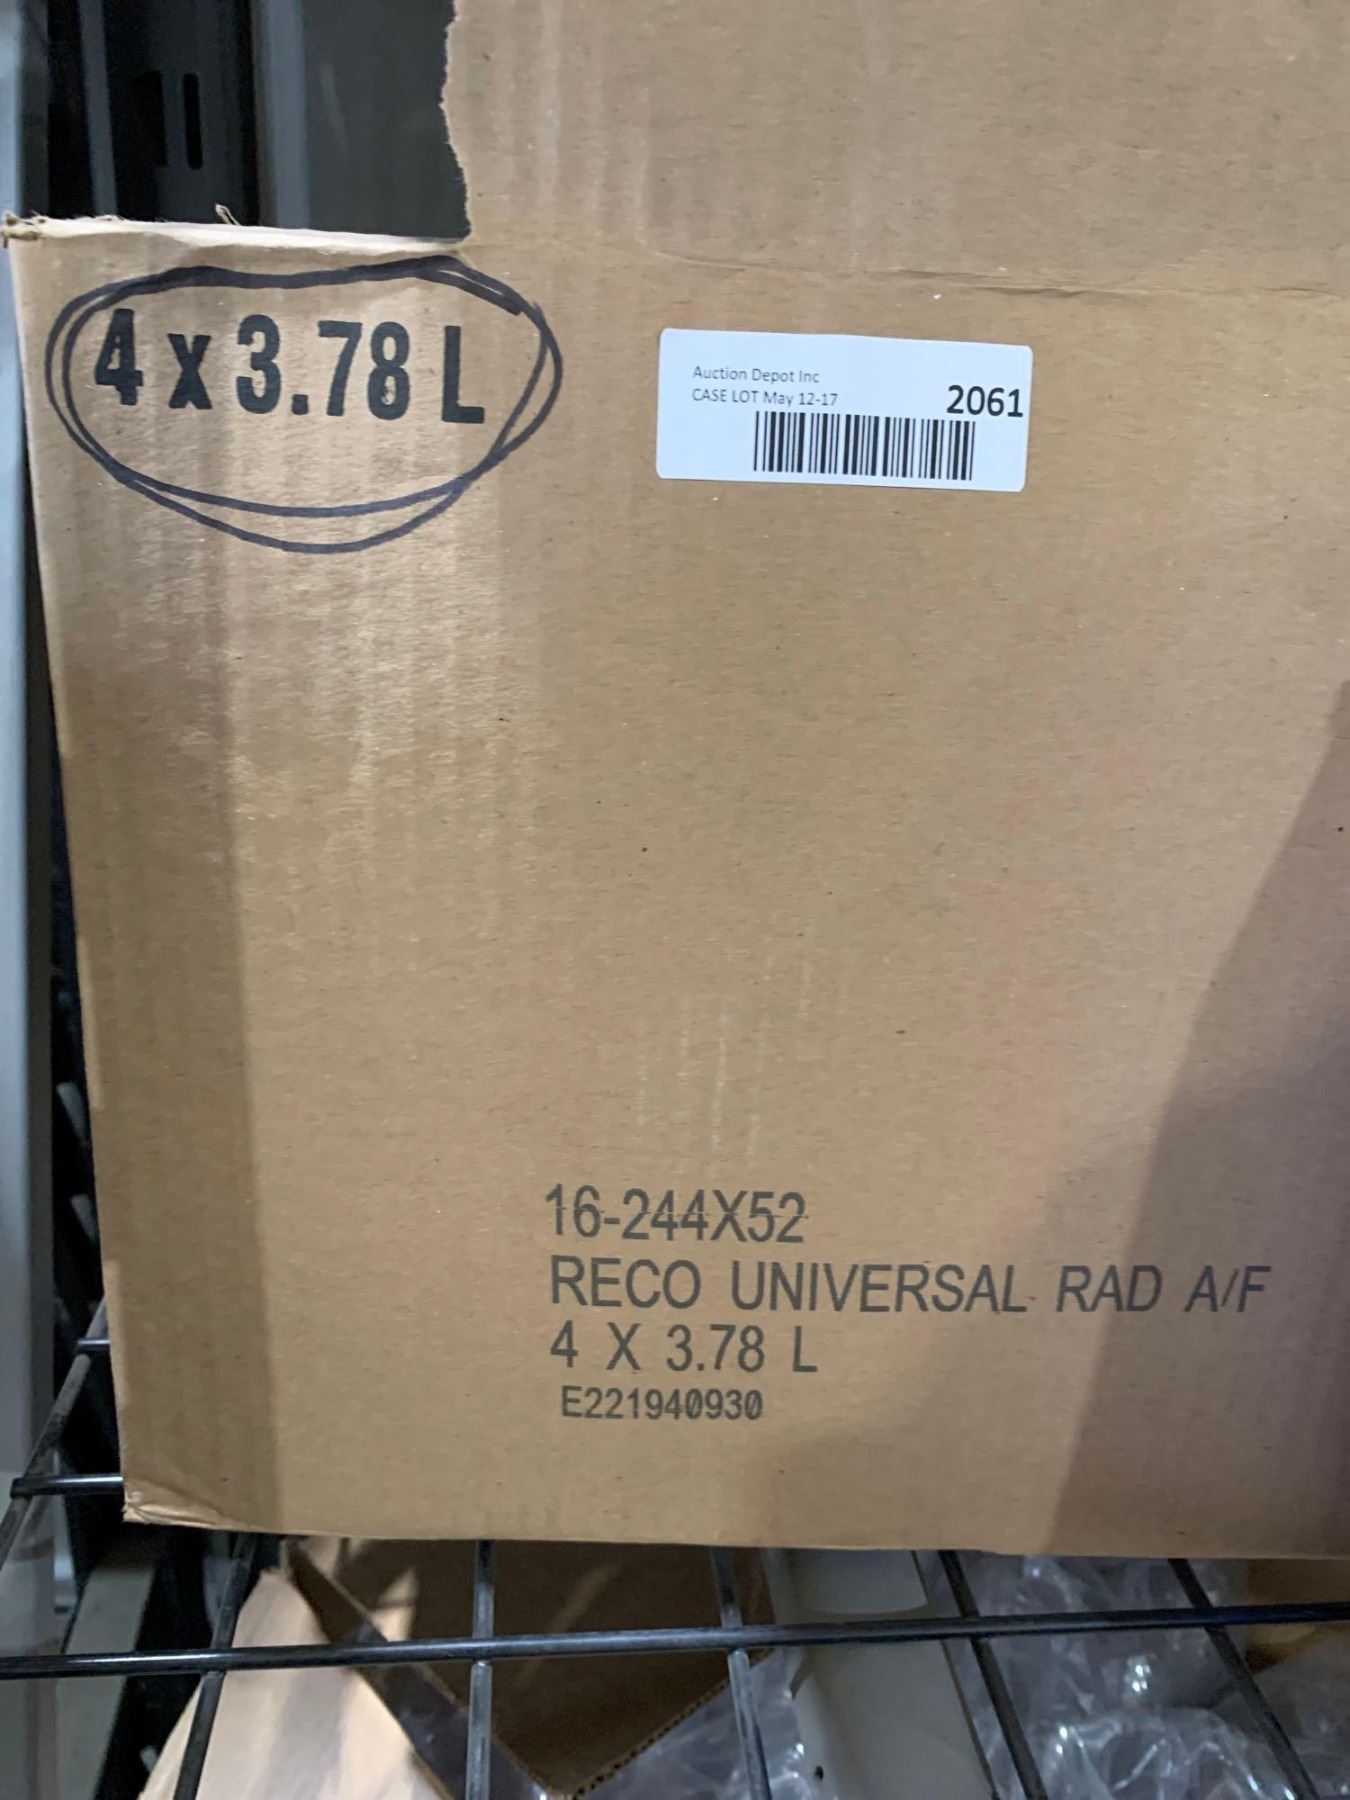 4 x 3.78 L
Auction Depot Inc
CASE LOT May 12-17
2061
16-244X52
RECO UNIVERSAL RAD A/F
4 X 3.78 L
E221940930